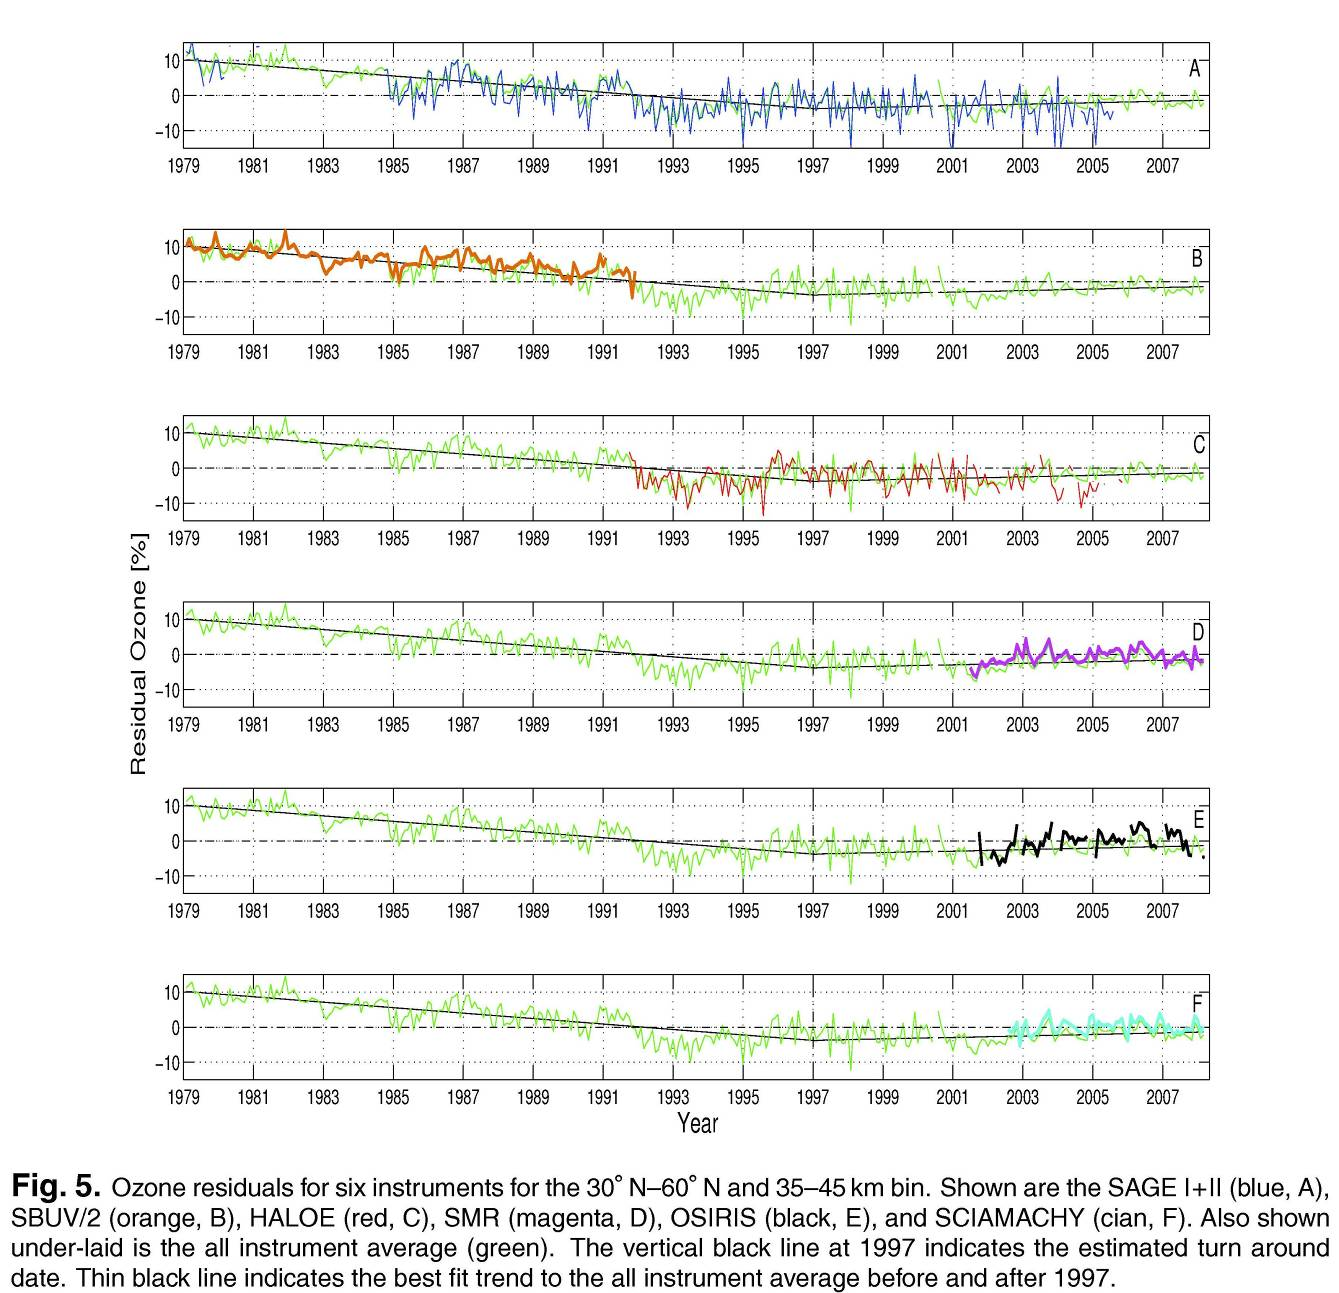 10
0
−10
A
1979 1981 1983 1985 1987 1989 1991 1993 1995 1997 1999 2001 2003 2005 2007
10
0
−10
B
1979 1981 1983 1985 1987 1989 1991 1993 1995 1997 1999 2001 2003 2005 2007
10
0
−10
C
1979 1981 1983 1985 1987 1989 1991 1993 1995 1997 1999 2001 2003 2005 2007
Residual Ozone [%]
10
0
−10
D
1979 1981 1983 1985 1987 1989 1991 1993 1995 1997 1999 2001 2003 2005 2007
10
0
−10
E
1979 1981 1983 1985 1987 1989 1991 1993 1995 1997 1999 2001 2003 2005 2007
10
0
−10
F
1979 1981 1983 1985 1987 1989 1991 1993 1995 1997 1999 2001 2003 2005 2007
Year
Fig. 5. Ozone residuals for six instruments for the 30° N–60° N and 35–45 km bin. Shown are the SAGE I+II (blue, A),
SBUV/2 (orange, B), HALOE (red, C), SMR (magenta, D), OSIRIS (black, E), and SCIAMACHY (cian, F). Also shown
under-laid is the all instrument average (green). The vertical black line at 1997 indicates the estimated turn around
date. Thin black line indicates the best fit trend to the all instrument average before and after 1997.